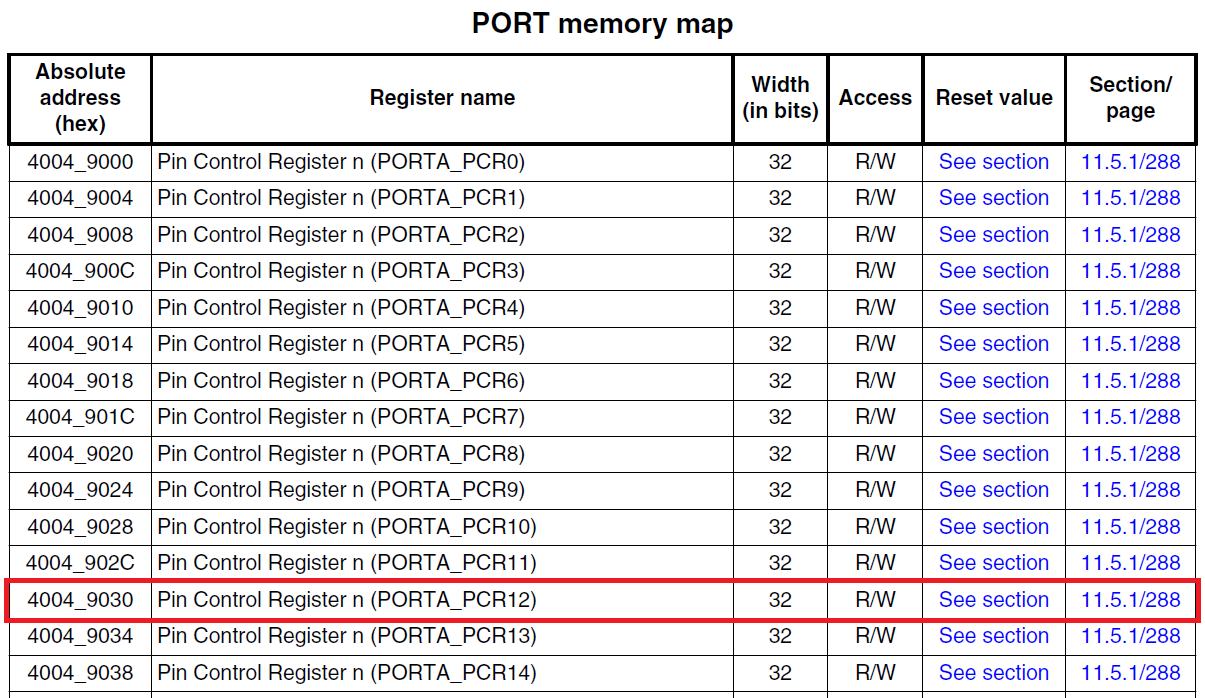 PORT memory map
Absolute address (hex) Register name Width (in bits) Access Reset value Section/ page
4004_9000 Pin Control Register n (PORTA_PCR0) 32 R/W See section 11.5.1/288
4004_9004 Pin Control Register n (PORTA_PCR1) 32 R/W See section 11.5.1/288
4004_9008 Pin Control Register n (PORTA_PCR2) 32 R/W See section 11.5.1/288
4004_900C Pin Control Register n (PORTA_PCR3) 32 R/W See section 11.5.1/288
4004_9010 Pin Control Register n (PORTA_PCR4) 32 R/W See section 11.5.1/288
4004_9014 Pin Control Register n (PORTA_PCR5) 32 R/W See section 11.5.1/288
4004_9018 Pin Control Register n (PORTA_PCR6) 32 R/W See section 11.5.1/288
4004_901C Pin Control Register n (PORTA_PCR7) 32 R/W See section 11.5.1/288
4004_9020 Pin Control Register n (PORTA_PCR8) 32 R/W See section 11.5.1/288
4004_9024 Pin Control Register n (PORTA_PCR9) 32 R/W See section 11.5.1/288
4004_9028 Pin Control Register n (PORTA_PCR10) 32 R/W See section 11.5.1/288
4004_902C Pin Control Register n (PORTA_PCR11) 32 R/W See section 11.5.1/288
4004_9030 Pin Control Register n (PORTA_PCR12) 32 R/W See section 11.5.1/288
4004_9034 Pin Control Register n (PORTA_PCR13) 32 R/W See section 11.5.1/288
4004_9038 Pin Control Register n (PORTA_PCR14) 32 R/W See section 11.5.1/288